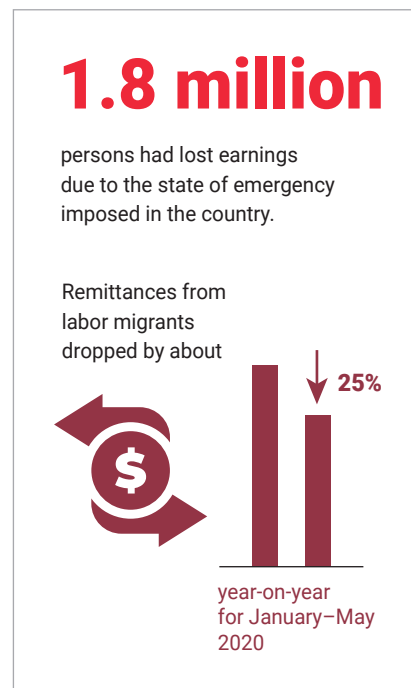 1.8 million
persons had lost earnings
due to the state of emergency
imposed in the country.
Remittances from
labor migrants
dropped by about
25%
$
year-on-year
for January–May
2020